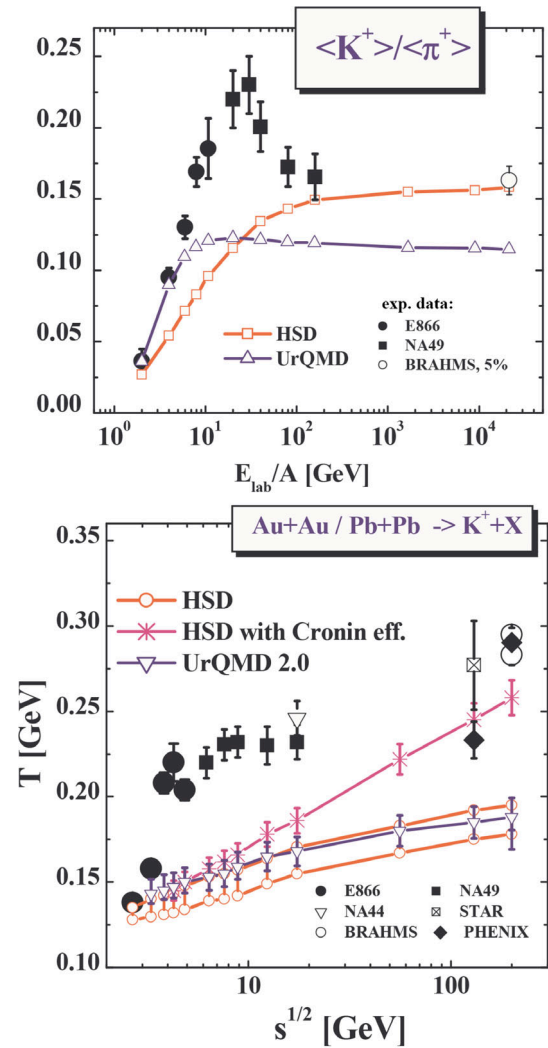 <K⁺>/<π⁺>
0.25
0.20
0.15
0.10
0.05
0.00
HSD
UrQMD
exp. data:
E866
NA49
BRAHMS, 5%
10⁰ 10¹ 10² 10³ 10⁴
E_lab/A [GeV]
Au+Au / Pb+Pb -> K⁺+X
0.35
0.30
0.25
0.20
0.15
0.10
T [GeV]
HSD
HSD with Cronin eff.
UrQMD 2.0
E866 NA49
NA44 STAR
BRAHMS PHENIX
10 100
s^1/2 [GeV]